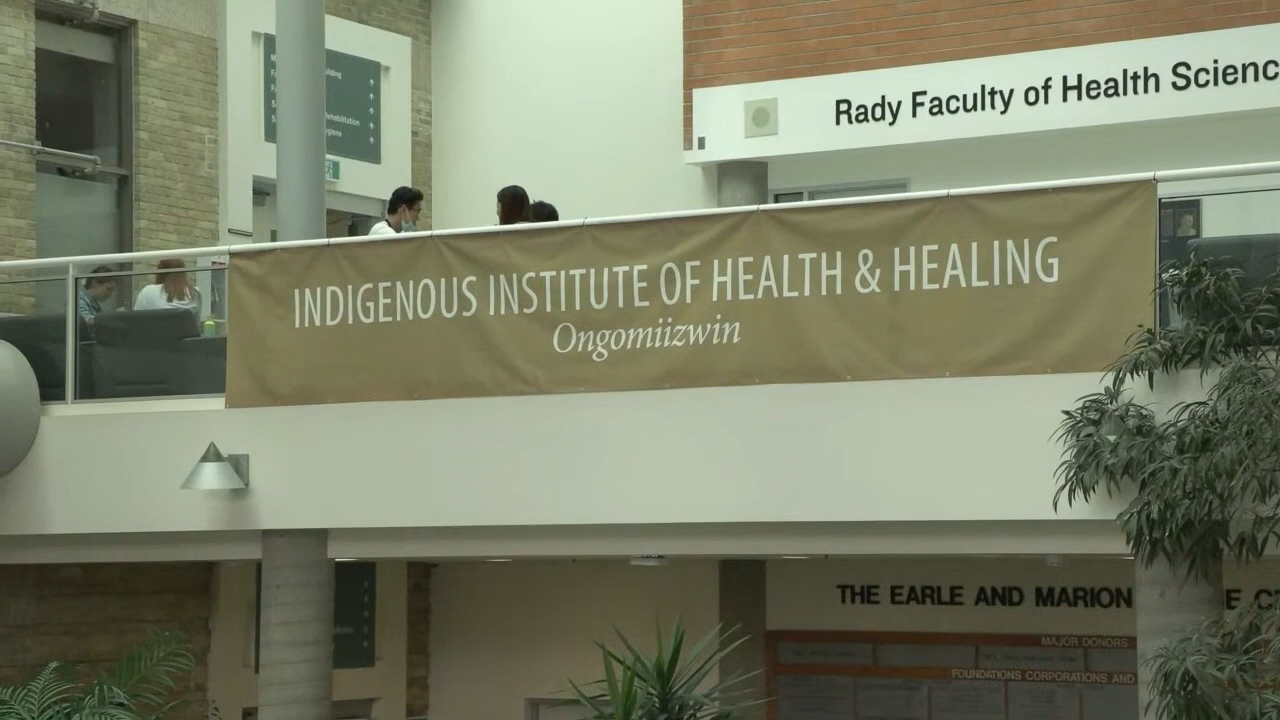 Rady Faculty of Health Scienc
INDIGENOUS INSTITUTE OF HEALTH & HEALING
Ongomiizwin
THE EARLE AND MARION
MAJOR DONORS
FOUNDATIONS CORPORATIONS AND